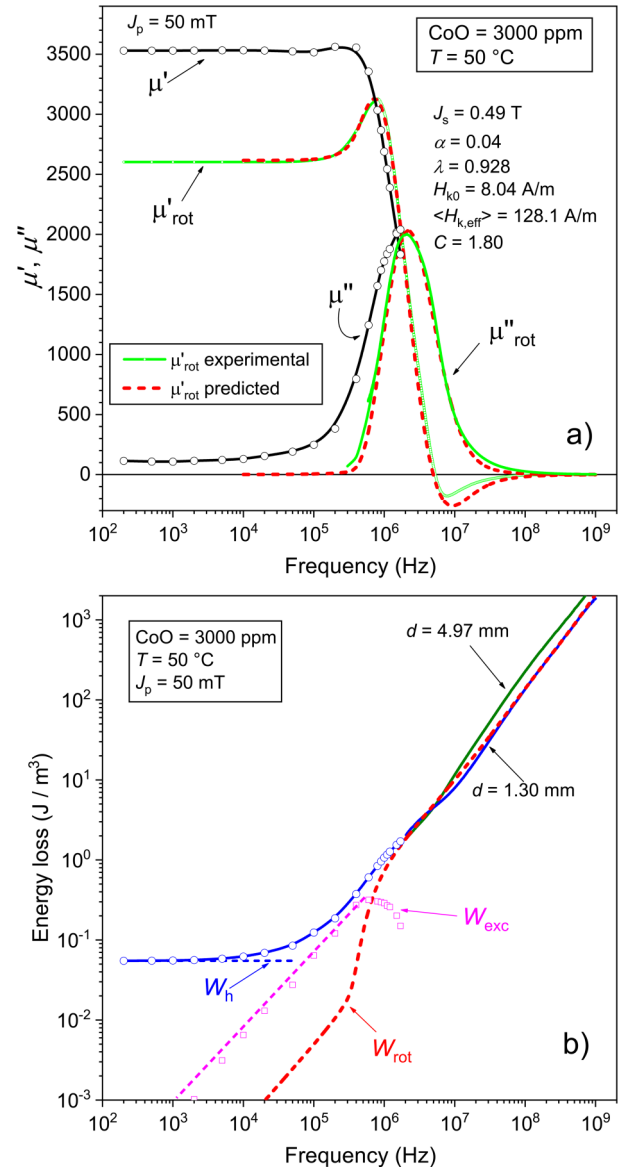 J_p = 50 mT
a)
CoO = 3000 ppm
T = 50 °C
μ'
J_s = 0.49 T
α = 0.04
λ = 0.928
H_k0 = 8.04 A/m
<H_k,eff> = 128.1 A/m
C = 1.80
μ'_rot
μ''
μ''_rot
μ'_rot experimental
μ'_rot predicted
a)
μ', μ''
3500
3000
2500
2000
1500
1000
500
0
10^2 10^3 10^4 10^5 10^6 10^7 10^8 10^9
Frequency (Hz)
CoO = 3000 ppm
T = 50 °C
J_p = 50 mT
d = 4.97 mm
d = 1.30 mm
W_exc
W_h
W_rot
b)
Energy loss (J / m^3)
10^3
10^2
10^1
10^0
10^-1
10^-2
10^-3
10^2 10^3 10^4 10^5 10^6 10^7 10^8 10^9
Frequency (Hz)